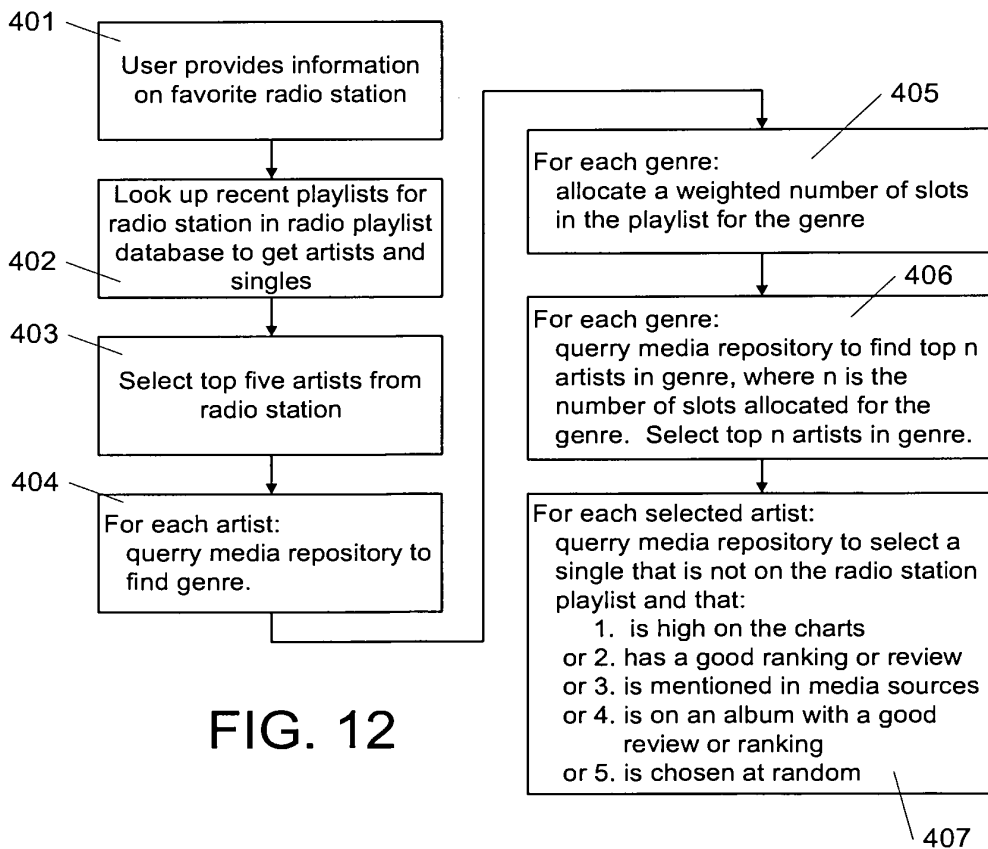 401
User provides information
on favorite radio station
Look up recent playlists for
radio station in radio playlist
database to get artists and
singles
402
403
Select top five artists from
radio station
404
For each artist:
querry media repository to
find genre.
405
For each genre:
allocate a weighted number of slots
in the playlist for the genre
406
For each genre:
querry media repository to find top n
artists in genre, where n is the
number of slots allocated for the
genre. Select top n artists in genre.
For each selected artist:
querry media repository to select a
single that is not on the radio station
playlist and that:
1. is high on the charts
or 2. has a good ranking or review
or 3. is mentioned in media sources
or 4. is on an album with a good
review or ranking
or 5. is chosen at random
407
FIG. 12